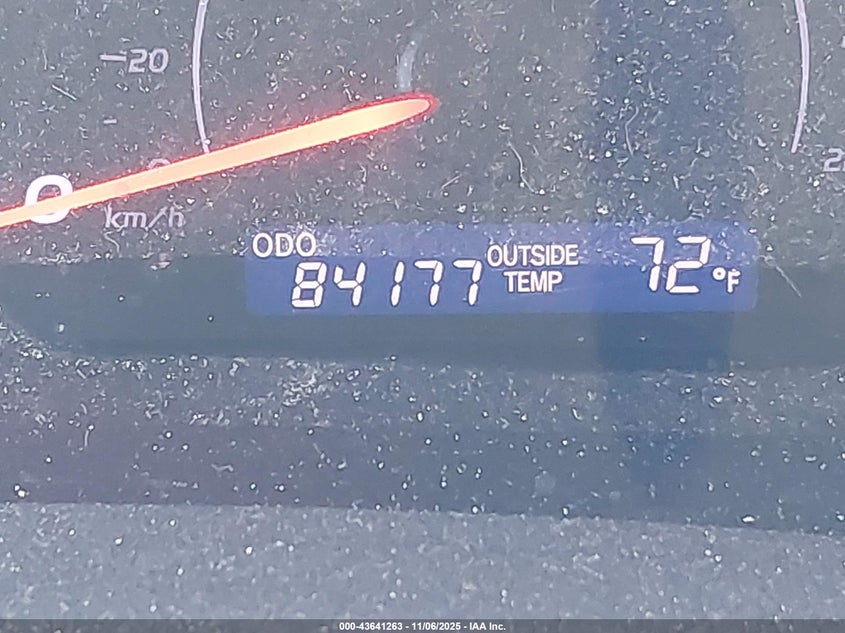 20
0
km/h
ODO
84177
OUTSIDE
TEMP
72°F
000-43641263 - 11/06/2025 - IAA Inc.